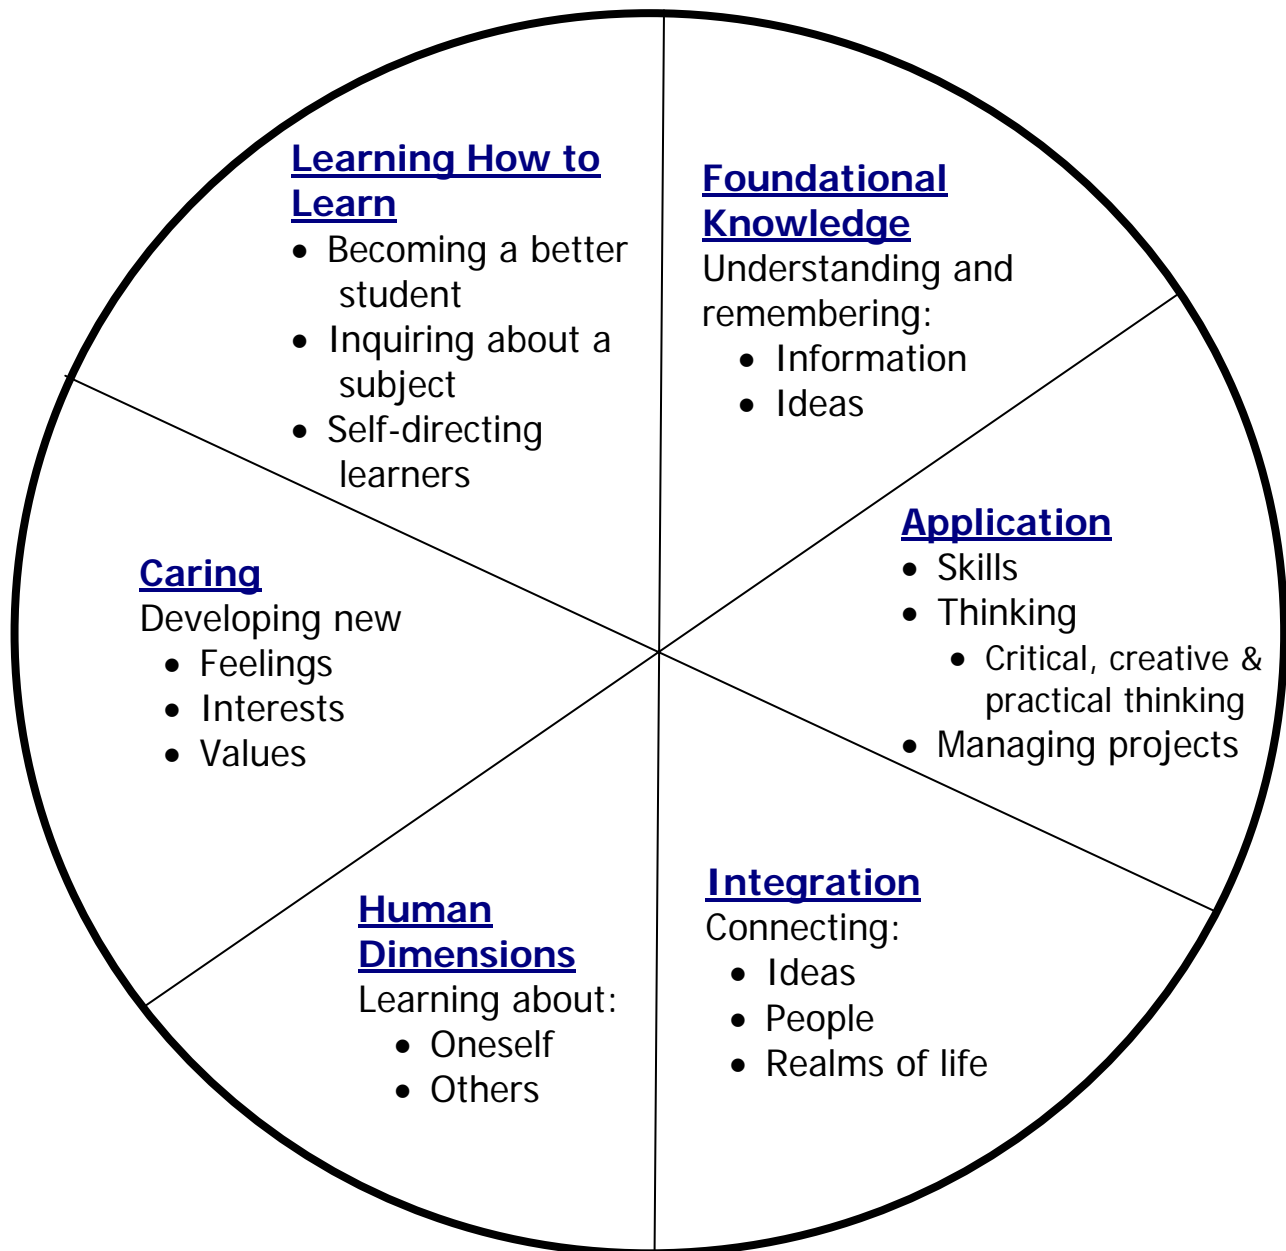 Learning How to
Learn
• Becoming a better
student
• Inquiring about a
subject
• Self-directing
learners
Foundational
Knowledge
Understanding and
remembering:
• Information
• Ideas
Application
• Skills
• Thinking
• Critical, creative &
practical thinking
• Managing projects
Integration
Connecting:
• Ideas
• People
• Realms of life
Human
Dimensions
Learning about:
• Oneself
• Others
Caring
Developing new
• Feelings
• Interests
• Values